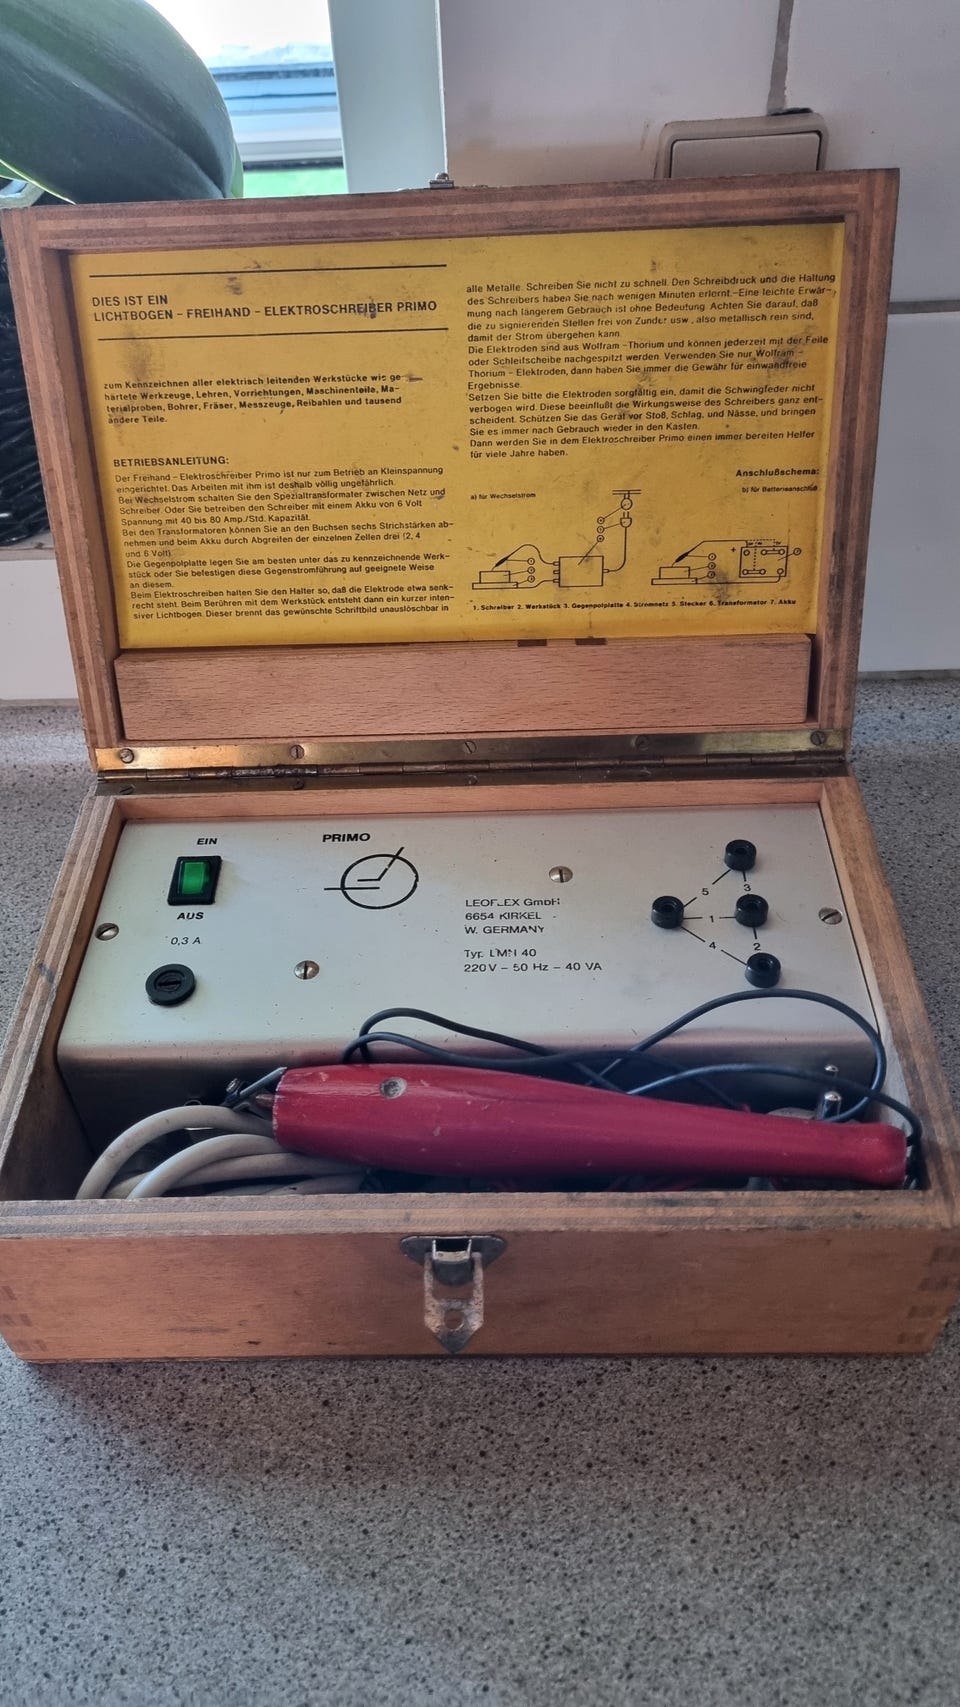 DIES IST EIN
LICHTBOGEN - FREIHAND - ELEKTROSCHREIBER PRIMO
zum Kennzeichnen aller elektrisch leitenden Werkstücke wie ge-
härtete Werkzeuge, Lehren, Vorrichtungen, Maschinenteile, Ma-
terialproben, Bohrer, Fräser, Messzeuge, Reibahlen und tausend
andere Teile.
BETRIEBSANLEITUNG:
Der Freihand - Elektroschreiber Primo ist nur zum Betrieb an Kleinspannung
eingerichtet. Das Arbeiten mit ihm ist deshalb völlig ungefährlich.
Bei Wechselstrom schalten Sie den Spezialtransformater zwischen Netz und
Schreiber. Oder Sie betreiben den Schreiber mit einem Akku von 6 Volt
Spannung mit 40 bis 80 Amp./Std. Kapazität.
Bei den Transformatoren können Sie an den Buchsen sechs Strichstärken ab-
nehmen und beim Akku durch Abgreifen der einzelnen Zellen drei (2, 4
und 6 Volt)
Die Gegenpolplatte legen Sie am besten unter das zu kennzeichnende Werk-
stück oder Sie befestigen diese Gegenstromführung auf geeignete Weise
an diesem.
Beim Elektroschreiben halten Sie den Halter so, daß die Elektrode etwa senk-
recht steht. Beim Berühren mit dem Werkstück entsteht dann ein kurzer inten-
siver Lichtbogen. Dieser brennt das gewünschte Schriftbild unauslöschbar in
alle Metalle. Schreiben Sie nicht zu schnell. Den Schreibdruck und die Haltung
des Schreibers haben Sie nach wenigen Minuten erlernt.-Eine leichte Erwär-
mung nach längerem Gebrauch ist ohne Bedeutung. Achten Sie darauf, daß
die zu signierenden Stellen frei von Zunder usw., also metallisch rein sind,
damit der Strom übergehen kann.
Die Elektroden sind aus Wolfram -Thorium und können jederzeit mit der Feile
oder Schleifscheibe nachgespitzt werden. Verwenden Sie nur Wolfram -
Thorium - Elektroden, dann haben Sie immer die Gewähr für einwandfreie
Ergebnisse.
Setzen Sie bitte die Elektroden sorgfältig ein, damit die Schwingfeder nicht
verbogen wird. Diese beeinflußt die Wirkungsweise des Schreibers ganz ent-
scheident. Schützen Sie das Gerät vor Stoß, Schlag, und Nässe, und bringen
Sie es immer nach Gebrauch wieder in den Kasten.
Dann werden Sie in dem Elektroschreiber Primo einen immer bereiten Helfer
für viele Jahre haben.
Anschlußschema:
a) für Wechselstrom
b) für Batterieanschluß
1. Schreiber 2. Werkstück 3. Gegenpolplatte 4. Stromnetz 5. Stecker 6. Transformator 7. Akku
EIN
AUS
0,3 A
PRIMO
LEOFLEX GmbH
6654 KIRKEL
W. GERMANY
Typ. LMN 40
220V - 50 Hz - 40 VA
5
3
1
4
2